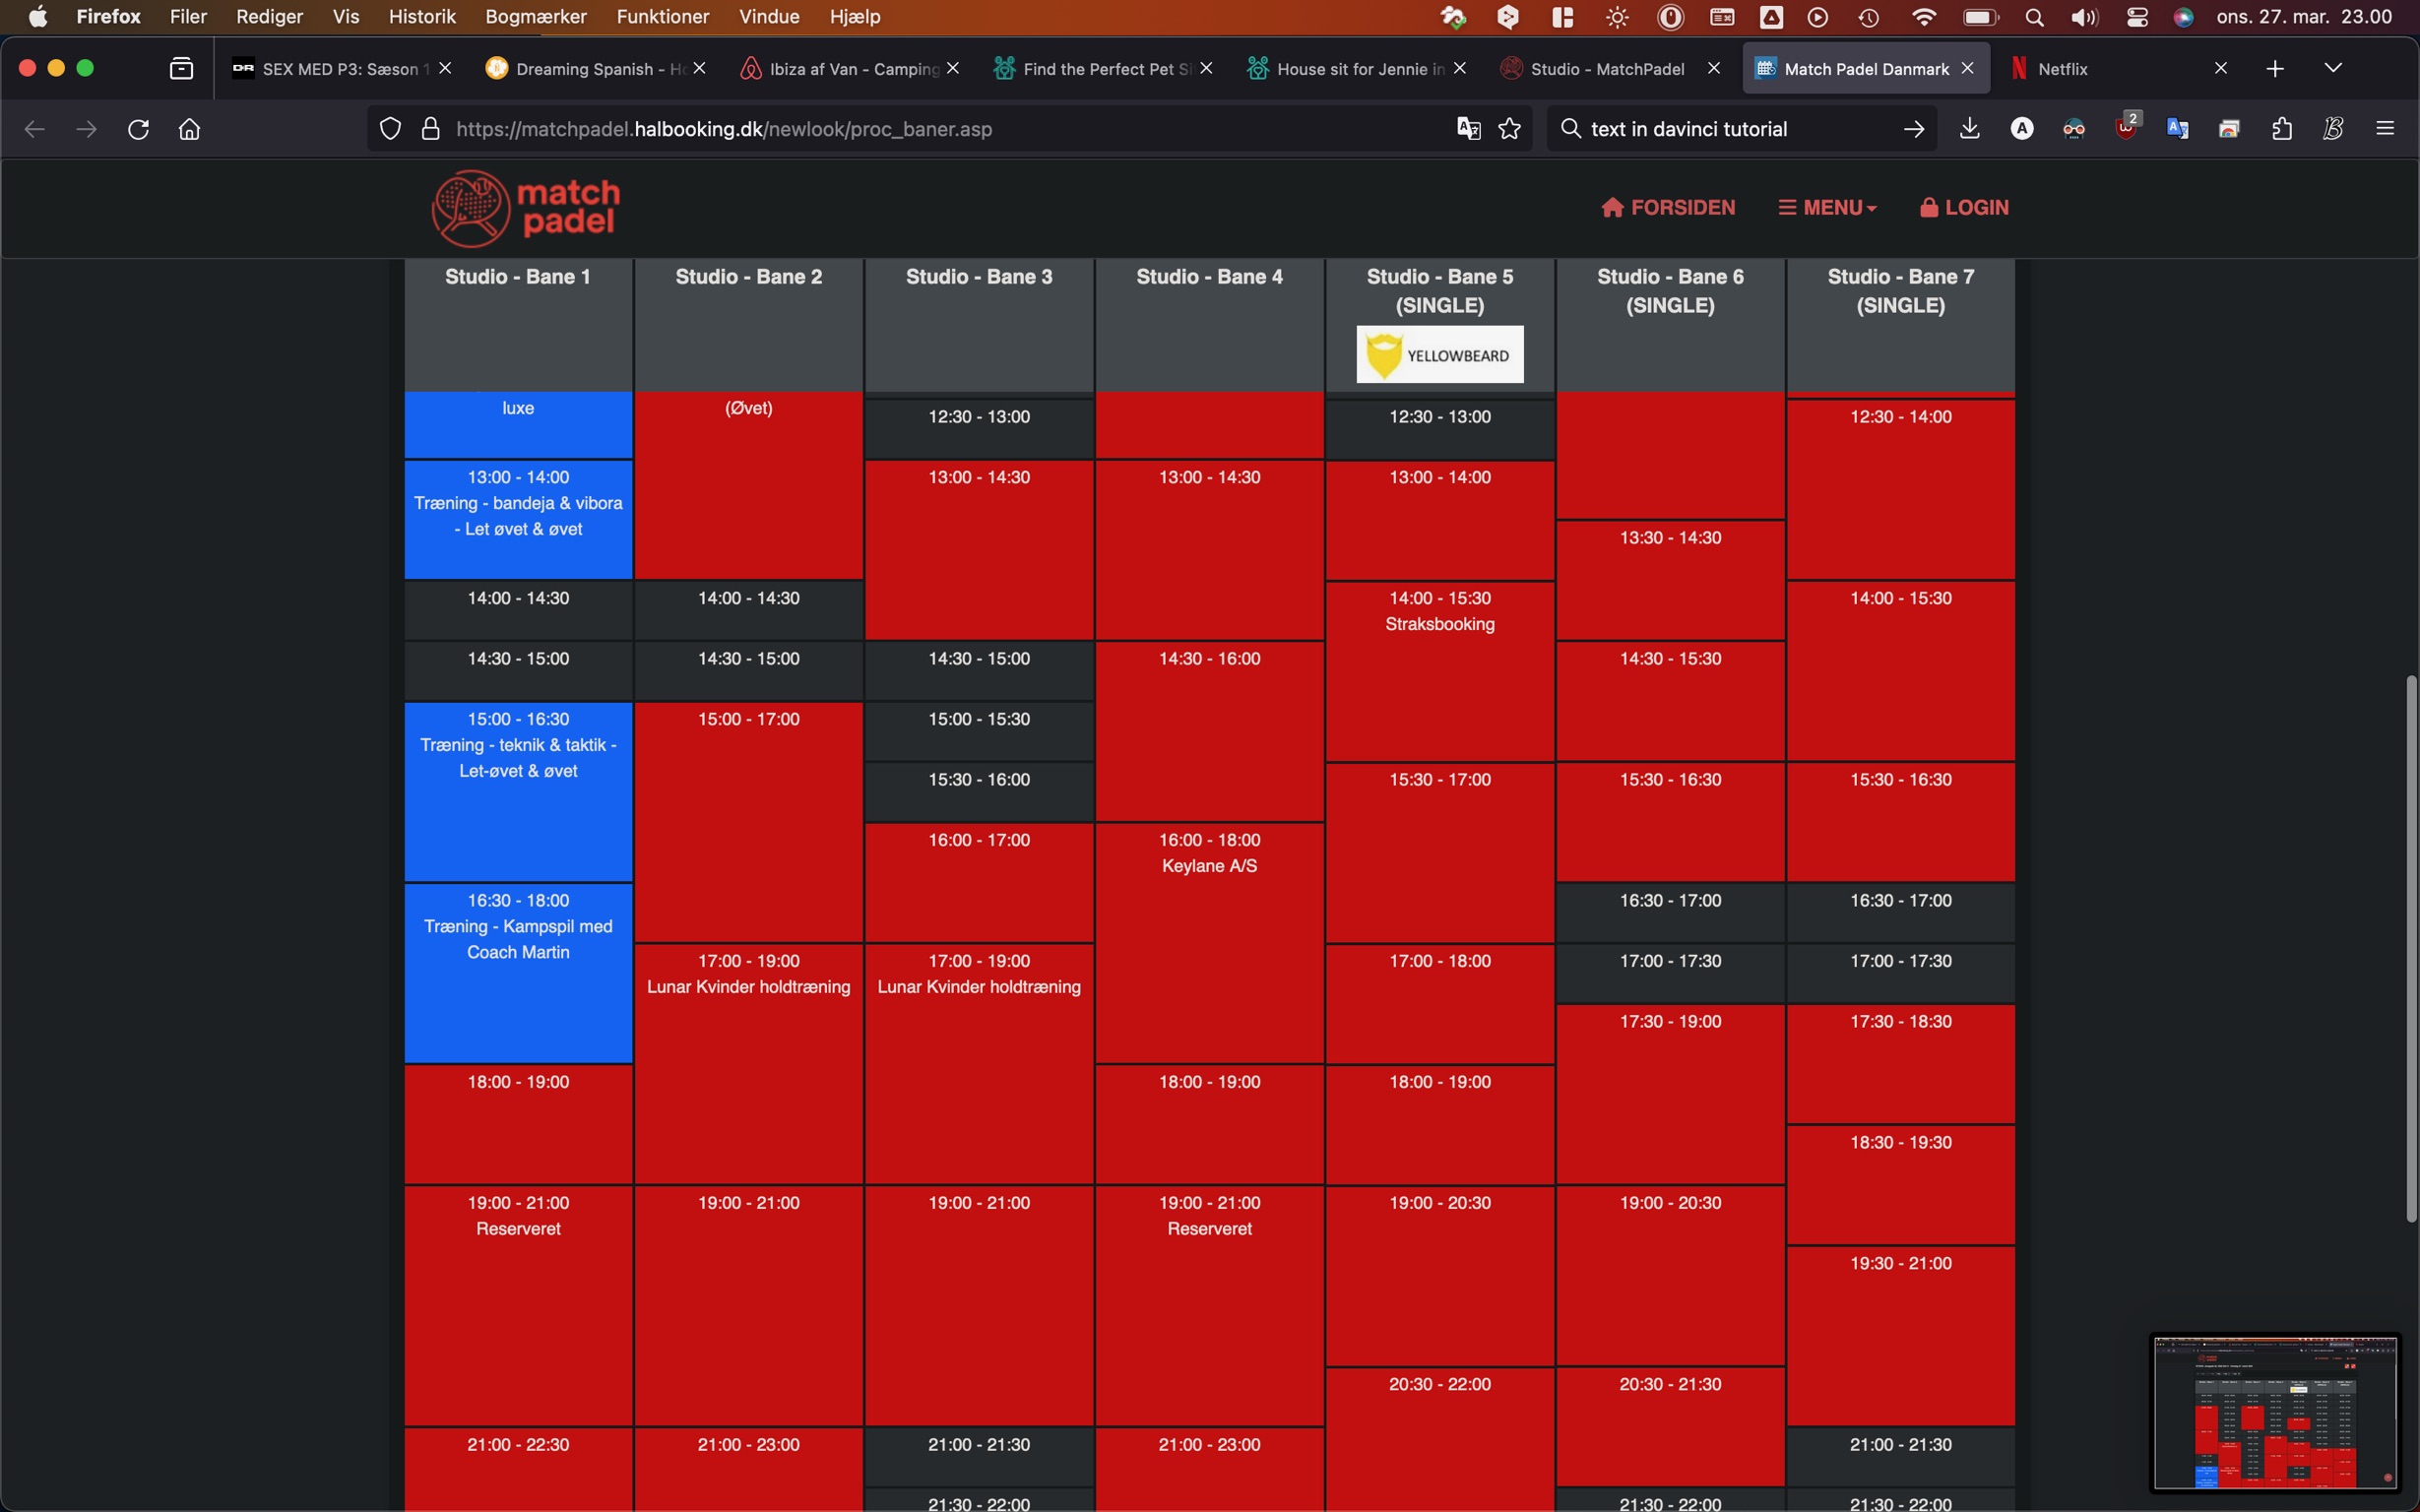 Firefox Filer Rediger Vis Historik Bogmærker Funktioner Vindue Hjælp ons. 27. mar. 23.00
SEX MED P3: Sæson 1 Dreaming Spanish - Ho Ibiza af Van - Camping Find the Perfect Pet Si House sit for Jennie in Studio - MatchPadel Match Padel Danmark Netflix
https://matchpadel.halbooking.dk/newlook/proc_baner.asp text in davinci tutorial 2
match
padel
FORSIDEN MENU LOGIN
Studio - Bane 1
Studio - Bane 2
Studio - Bane 3
Studio - Bane 4
Studio - Bane 5
(SINGLE)
YELLOWBEARD
Studio - Bane 6
(SINGLE)
Studio - Bane 7
(SINGLE)
luxe
13:00 - 14:00
Træning - bandeja & vibora
- Let øvet & øvet
14:00 - 14:30
14:30 - 15:00
15:00 - 16:30
Træning - teknik & taktik -
Let-øvet & øvet
16:30 - 18:00
Træning - Kampspil med
Coach Martin
18:00 - 19:00
19:00 - 21:00
Reserveret
21:00 - 22:30
(Øvet)
14:00 - 14:30
14:30 - 15:00
15:00 - 17:00
17:00 - 19:00
Lunar Kvinder holdtræning
19:00 - 21:00
21:00 - 23:00
12:30 - 13:00
13:00 - 14:30
14:30 - 15:00
15:00 - 15:30
15:30 - 16:00
16:00 - 17:00
17:00 - 19:00
Lunar Kvinder holdtræning
19:00 - 21:00
21:00 - 21:30
21:30 - 22:00
13:00 - 14:30
14:30 - 16:00
16:00 - 18:00
Keylane A/S
18:00 - 19:00
19:00 - 21:00
Reserveret
21:00 - 23:00
12:30 - 13:00
13:00 - 14:00
14:00 - 15:30
Straksbooking
15:30 - 17:00
17:00 - 18:00
18:00 - 19:00
19:00 - 20:30
20:30 - 22:00
13:30 - 14:30
14:30 - 15:30
15:30 - 16:30
16:30 - 17:00
17:00 - 17:30
17:30 - 19:00
19:00 - 20:30
20:30 - 21:30
21:30 - 22:00
12:30 - 14:00
14:00 - 15:30
15:30 - 16:30
16:30 - 17:00
17:00 - 17:30
17:30 - 18:30
18:30 - 19:30
19:30 - 21:00
21:00 - 21:30
21:30 - 22:00